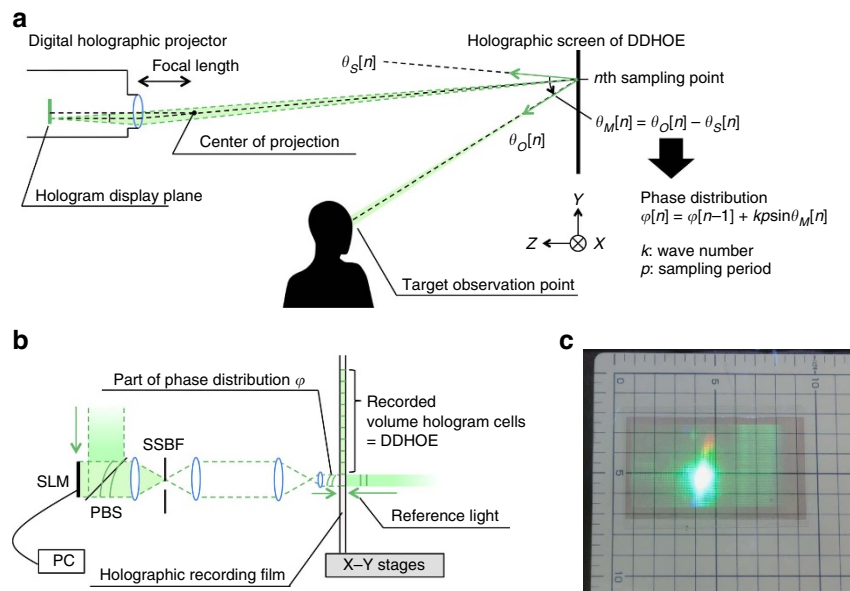 a
Digital holographic projector
Focal length
Center of projection
Hologram display plane
Holographic screen of DDHOE
θS[n]
nth sampling point
θM[n] = θO[n] – θS[n]
θO[n]
Phase distribution
φ[n] = φ[n–1] + kpsinθM[n]
k: wave number
p: sampling period
Y
Z
X
Target observation point
b
Part of phase distribution φ
Recorded
volume hologram cells
= DDHOE
SSBF
SLM
PBS
Reference light
PC
Holographic recording film
X–Y stages
c
0
5
10
5
10